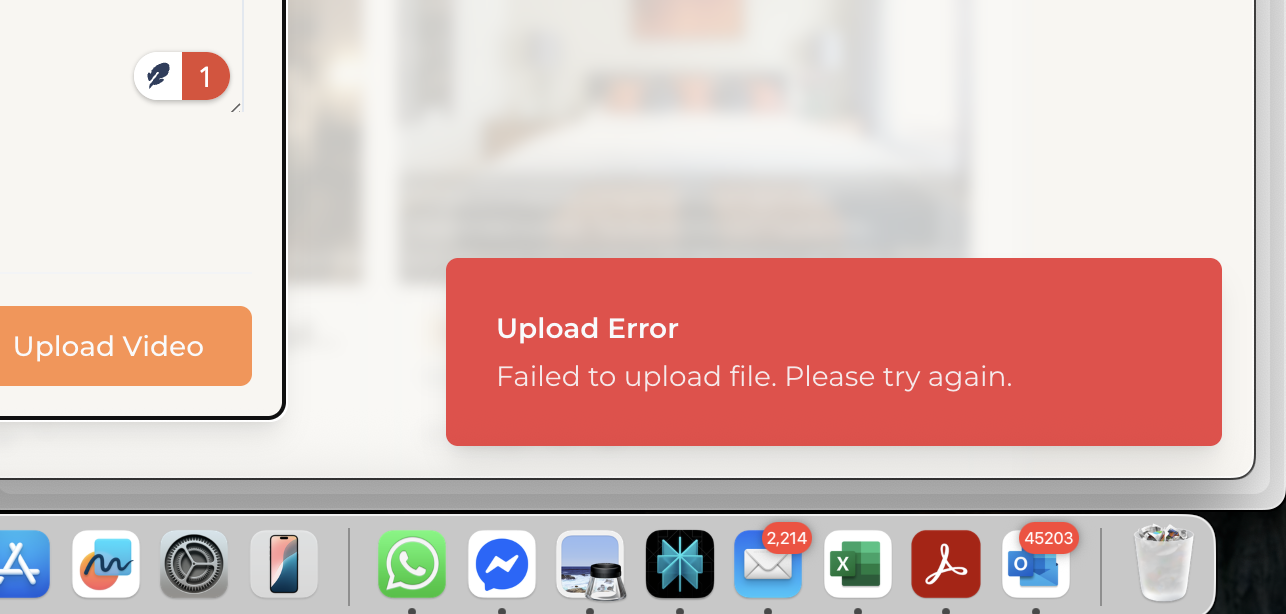 1
Upload Video
Upload Error
Failed to upload file. Please try again.
2,214
X
O
45203